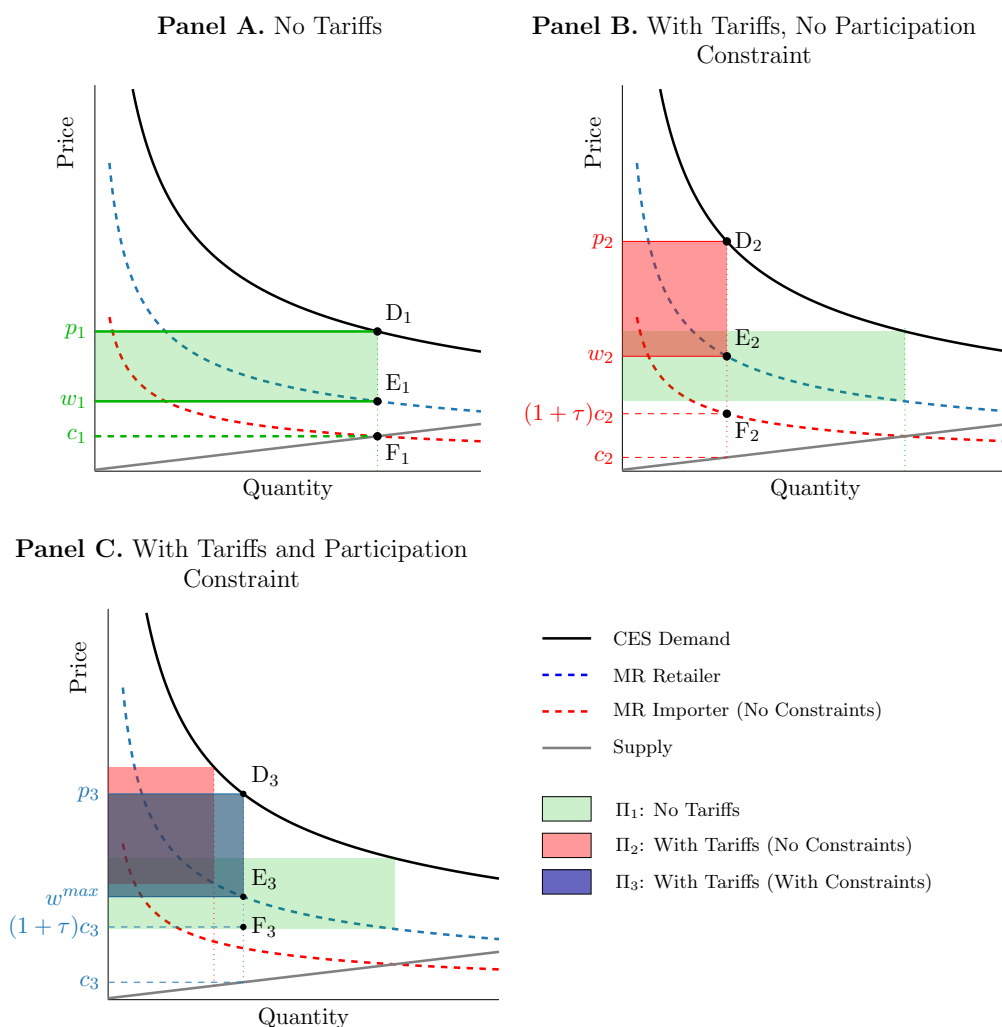 Panel A. No Tariffs
Price
p₁
w₁
c₁
D₁
E₁
F₁
Quantity
Panel B. With Tariffs, No Participation
Constraint
Price
p₂
w₂
(1 + τ)c₂
c₂
D₂
E₂
F₂
Quantity
Panel C. With Tariffs and Participation
Constraint
Price
p₃
wᵐᵃˣ
(1 + τ)c₃
c₃
D₃
E₃
F₃
Quantity
CES Demand
MR Retailer
MR Importer (No Constraints)
Supply
Π₁: No Tariffs
Π₂: With Tariffs (No Constraints)
Π₃: With Tariffs (With Constraints)